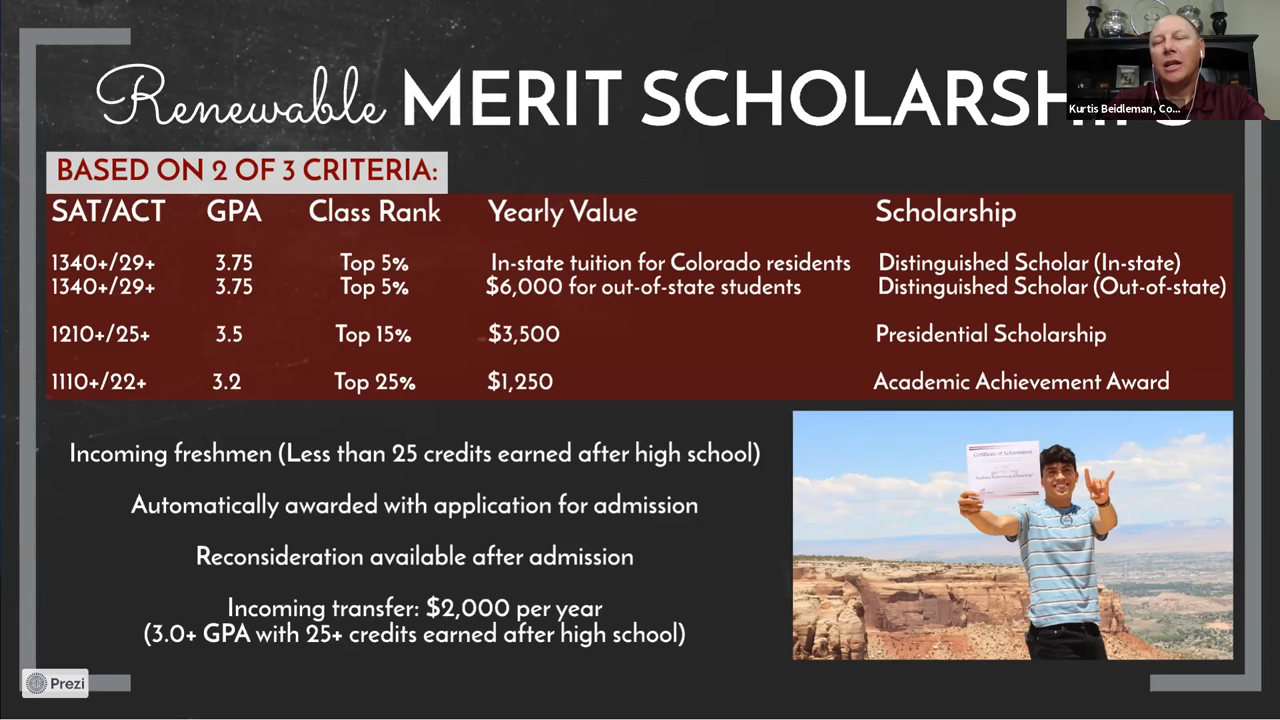 Renewable MERIT SCHOLARSHIPS
Kurtis Beidleman, Co...
BASED ON 2 OF 3 CRITERIA:
SAT/ACT GPA Class Rank Yearly Value Scholarship
1340+/29+ 3.75 Top 5% In-state tuition for Colorado residents Distinguished Scholar (In-state)
1340+/29+ 3.75 Top 5% $6,000 for out-of-state students Distinguished Scholar (Out-of-state)
1210+/25+ 3.5 Top 15% $3,500 Presidential Scholarship
1110+/22+ 3.2 Top 25% $1,250 Academic Achievement Award
Incoming freshmen (Less than 25 credits earned after high school)
Automatically awarded with application for admission
Reconsideration available after admission
Incoming transfer: $2,000 per year
(3.0+ GPA with 25+ credits earned after high school)
Certificate of Achievement
Prezi